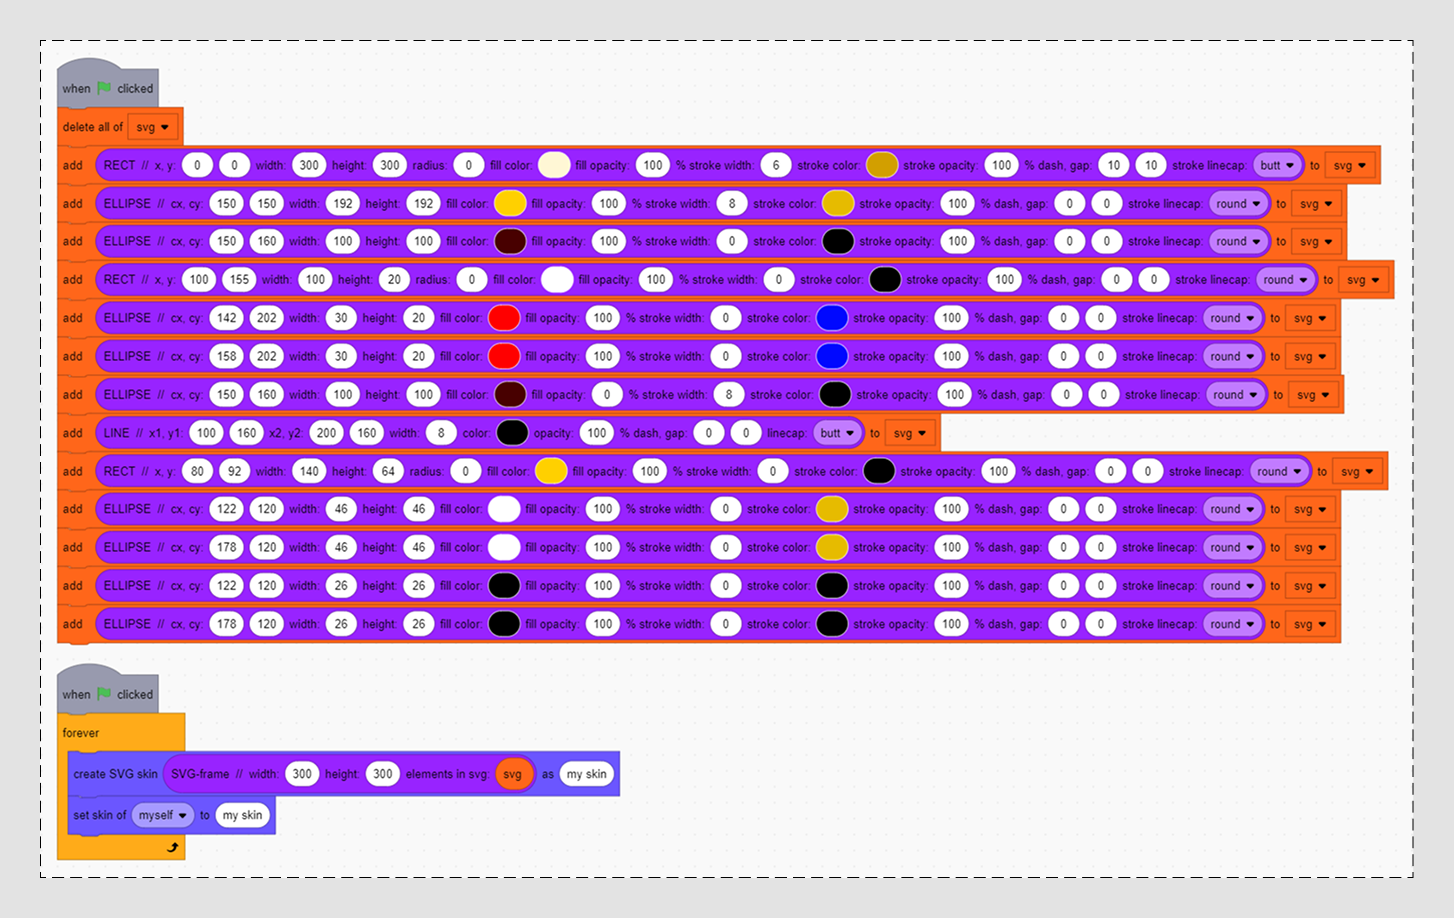 when clicked
delete all of svg
add RECT // x, y: 0 0 width: 300 height: 300 radius: 0 fill color: fill opacity: 100 % stroke width: 6 stroke color: stroke opacity: 100 % dash, gap: 10 10 stroke linecap: butt to svg
add ELLIPSE // cx, cy: 150 150 width: 192 height: 192 fill color: fill opacity: 100 % stroke width: 8 stroke color: stroke opacity: 100 % dash, gap: 0 0 stroke linecap: round to svg
add ELLIPSE // cx, cy: 150 160 width: 100 height: 100 fill color: fill opacity: 100 % stroke width: 0 stroke color: stroke opacity: 100 % dash, gap: 0 0 stroke linecap: round to svg
add RECT // x, y: 100 155 width: 100 height: 20 radius: 0 fill color: fill opacity: 100 % stroke width: 0 stroke color: stroke opacity: 100 % dash, gap: 0 0 stroke linecap: round to svg
add ELLIPSE // cx, cy: 142 202 width: 30 height: 20 fill color: fill opacity: 100 % stroke width: 0 stroke color: stroke opacity: 100 % dash, gap: 0 0 stroke linecap: round to svg
add ELLIPSE // cx, cy: 158 202 width: 30 height: 20 fill color: fill opacity: 100 % stroke width: 0 stroke color: stroke opacity: 100 % dash, gap: 0 0 stroke linecap: round to svg
add ELLIPSE // cx, cy: 150 160 width: 100 height: 100 fill color: fill opacity: 0 % stroke width: 8 stroke color: stroke opacity: 100 % dash, gap: 0 0 stroke linecap: round to svg
add LINE // x1, y1: 100 160 x2, y2: 200 160 width: 8 color: opacity: 100 % dash, gap: 0 0 linecap: butt to svg
add RECT // x, y: 80 92 width: 140 height: 64 radius: 0 fill color: fill opacity: 100 % stroke width: 0 stroke color: stroke opacity: 100 % dash, gap: 0 0 stroke linecap: round to svg
add ELLIPSE // cx, cy: 122 120 width: 46 height: 46 fill color: fill opacity: 100 % stroke width: 0 stroke color: stroke opacity: 100 % dash, gap: 0 0 stroke linecap: round to svg
add ELLIPSE // cx, cy: 178 120 width: 46 height: 46 fill color: fill opacity: 100 % stroke width: 0 stroke color: stroke opacity: 100 % dash, gap: 0 0 stroke linecap: round to svg
add ELLIPSE // cx, cy: 122 120 width: 26 height: 26 fill color: fill opacity: 100 % stroke width: 0 stroke color: stroke opacity: 100 % dash, gap: 0 0 stroke linecap: round to svg
add ELLIPSE // cx, cy: 178 120 width: 26 height: 26 fill color: fill opacity: 100 % stroke width: 0 stroke color: stroke opacity: 100 % dash, gap: 0 0 stroke linecap: round to svg
when clicked
forever
create SVG skin SVG-frame // width: 300 height: 300 elements in svg: svg as my skin
set skin of myself to my skin